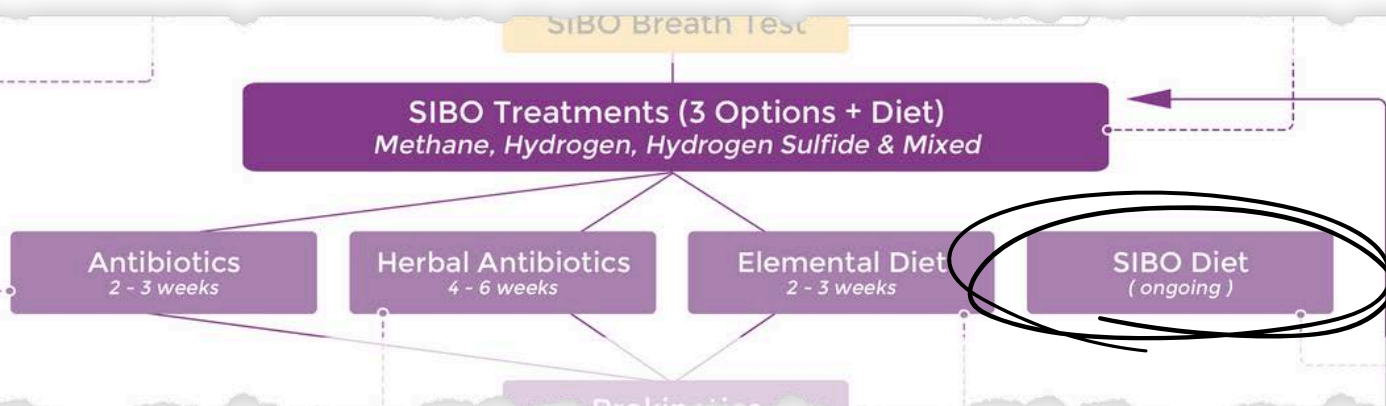 SIBO Breath Test
SIBO Treatments (3 Options + Diet)
Methane, Hydrogen, Hydrogen Sulfide & Mixed
Antibiotics
2 - 3 weeks
Herbal Antibiotics
4 - 6 weeks
Elemental Diet
2 - 3 weeks
SIBO Diet
( ongoing )